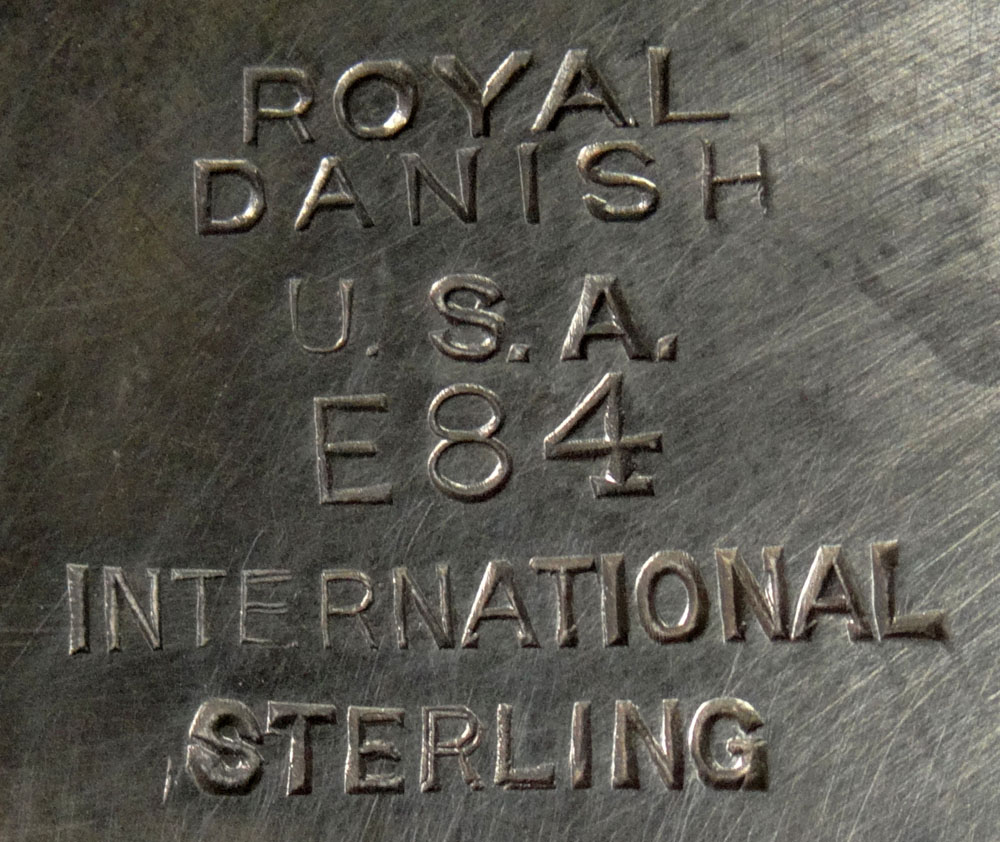 ROYAL
DANISH
U.S.A.
E84
INTERNATIONAL
STERLING